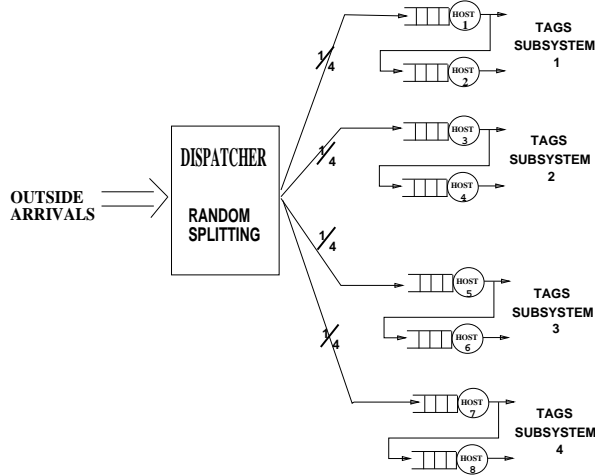 OUTSIDE
ARRIVALS
DISPATCHER
RANDOM
SPLITTING
1/4
1/4
1/4
1/4
HOST
1
HOST
2
TAGS
SUBSYSTEM
1
HOST
3
HOST
4
TAGS
SUBSYSTEM
2
HOST
5
HOST
6
TAGS
SUBSYSTEM
3
HOST
7
HOST
8
TAGS
SUBSYSTEM
4